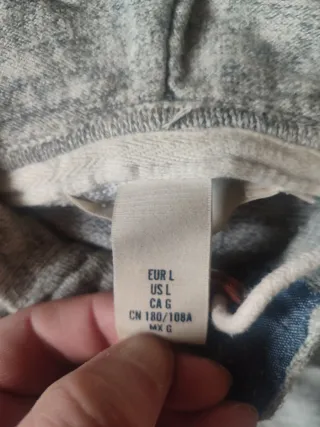 EUR L
US L
CA G
CN 180/108A
MX G